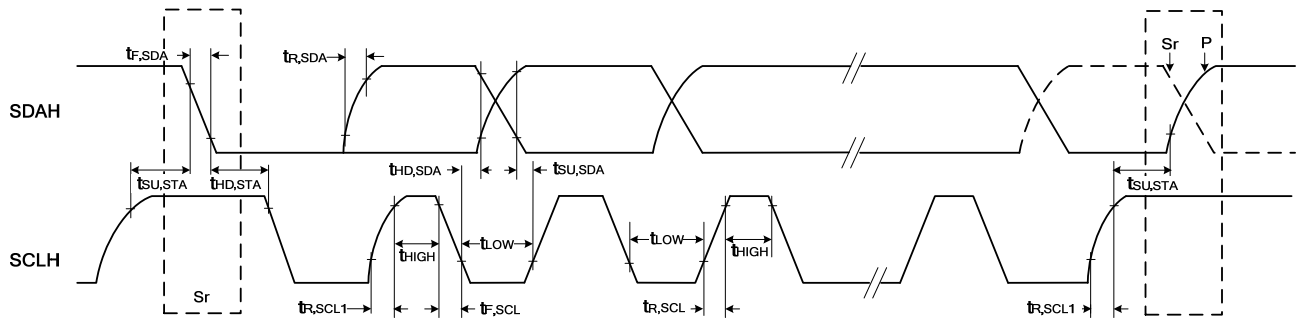 Sr P
tF,SDA tR,SDA
SDAH
tHD,SDA tSU,SDA
tSU,STA tHD,STA tSU,STA
tLOW tLOW
tHIGH tHIGH
SCLH
Sr tR,SCL1 tF,SCL tR,SCL tR,SCL1